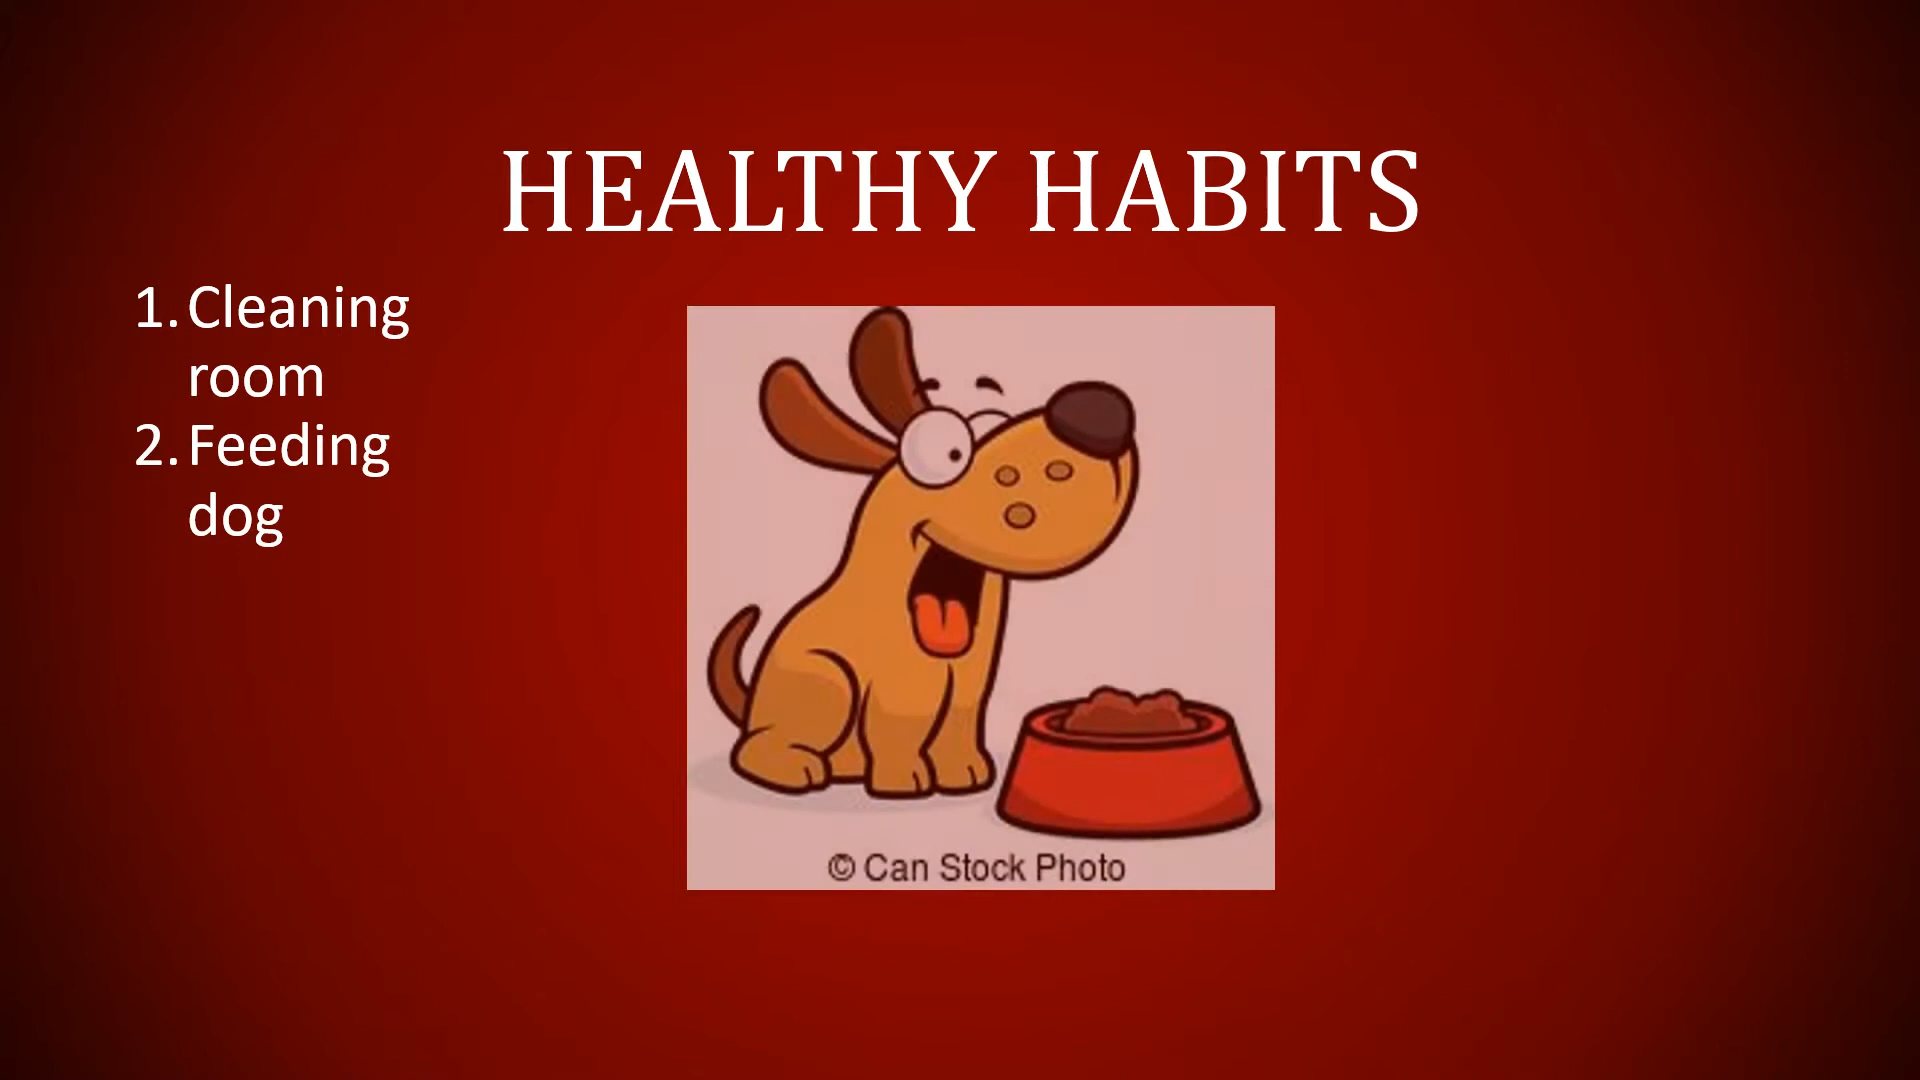 HEALTHY HABITS
1. Cleaning
room
2. Feeding
dog
© Can Stock Photo